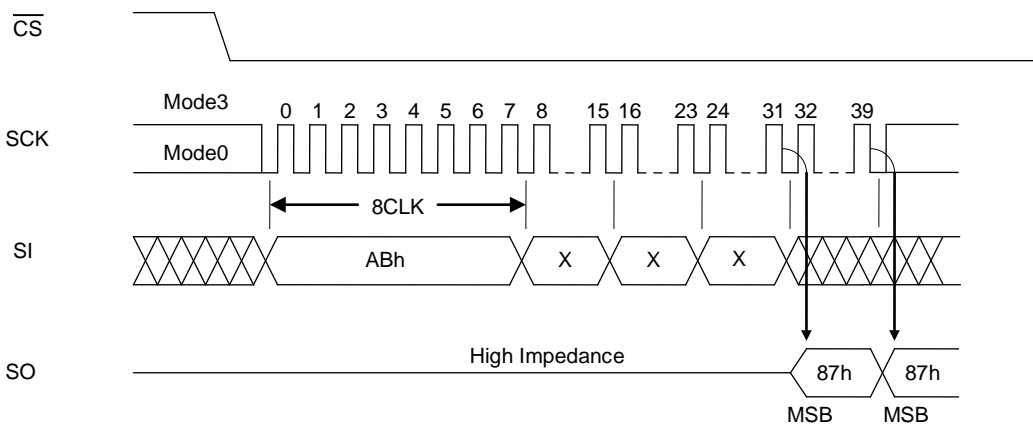 CS
Mode3
0 1 2 3 4 5 6 7 8 15 16 23 24 31 32 39
SCK
Mode0
8CLK
SI
ABh X X X
High Impedance
SO
87h 87h
MSB MSB